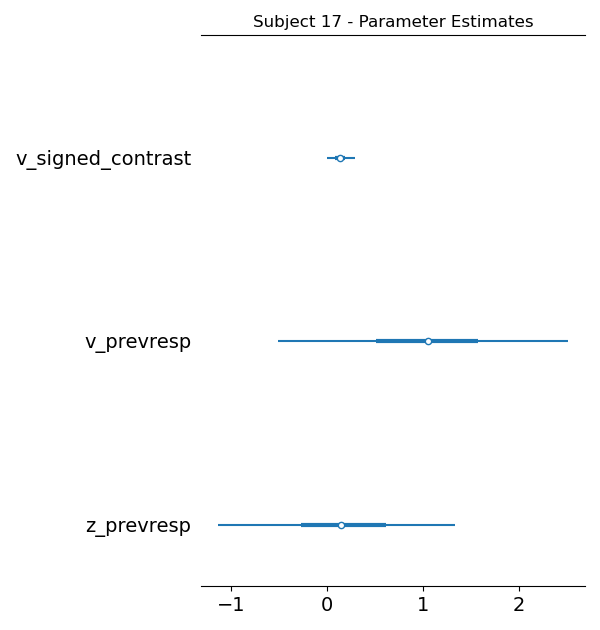 Subject 17 - Parameter Estimates
v_signed_contrast
v_prevresp
z_prevresp
−1 0 1 2